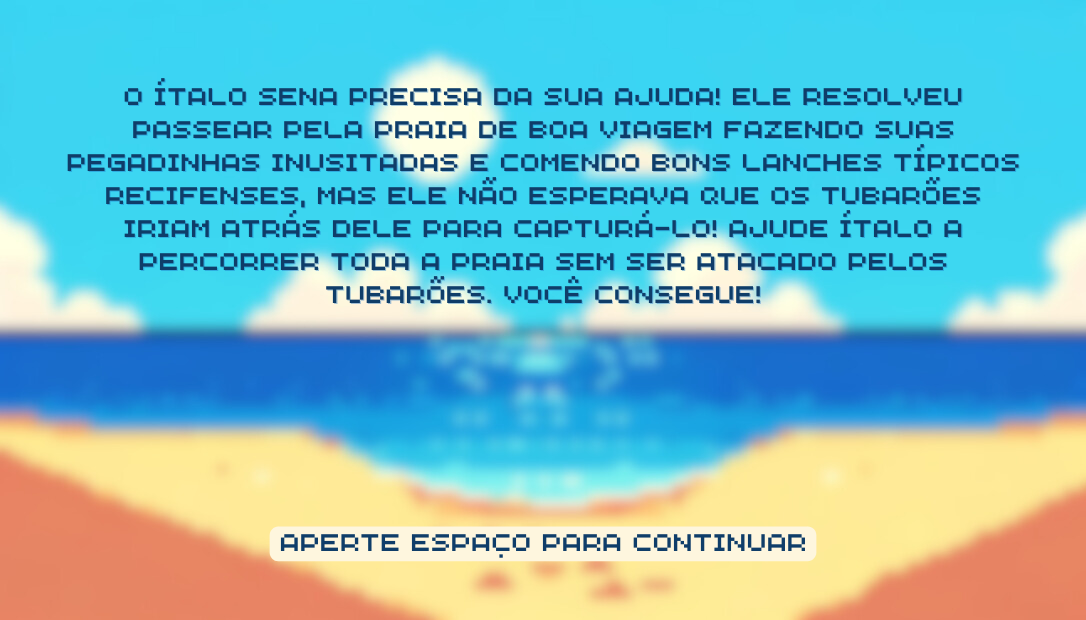 O ÍTALO SENA PRECISA DA SUA AJUDA! ELE RESOLVEU
PASSEAR PELA PRAIA DE BOA VIAGEM FAZENDO SUAS
PEGADINHAS INUSITADAS E COMENDO BONS LANCHES TÍPICOS
RECIFENSES, MAS ELE NÃO ESPERAVA QUE OS TUBARÕES
IRIAM ATRÁS DELE PARA CAPTURÁ-LO! AJUDE ÍTALO A
PERCORRER TODA A PRAIA SEM SER ATACADO PELOS
TUBARÕES. VOCÊ CONSEGUE!
APERTE ESPAÇO PARA CONTINUAR